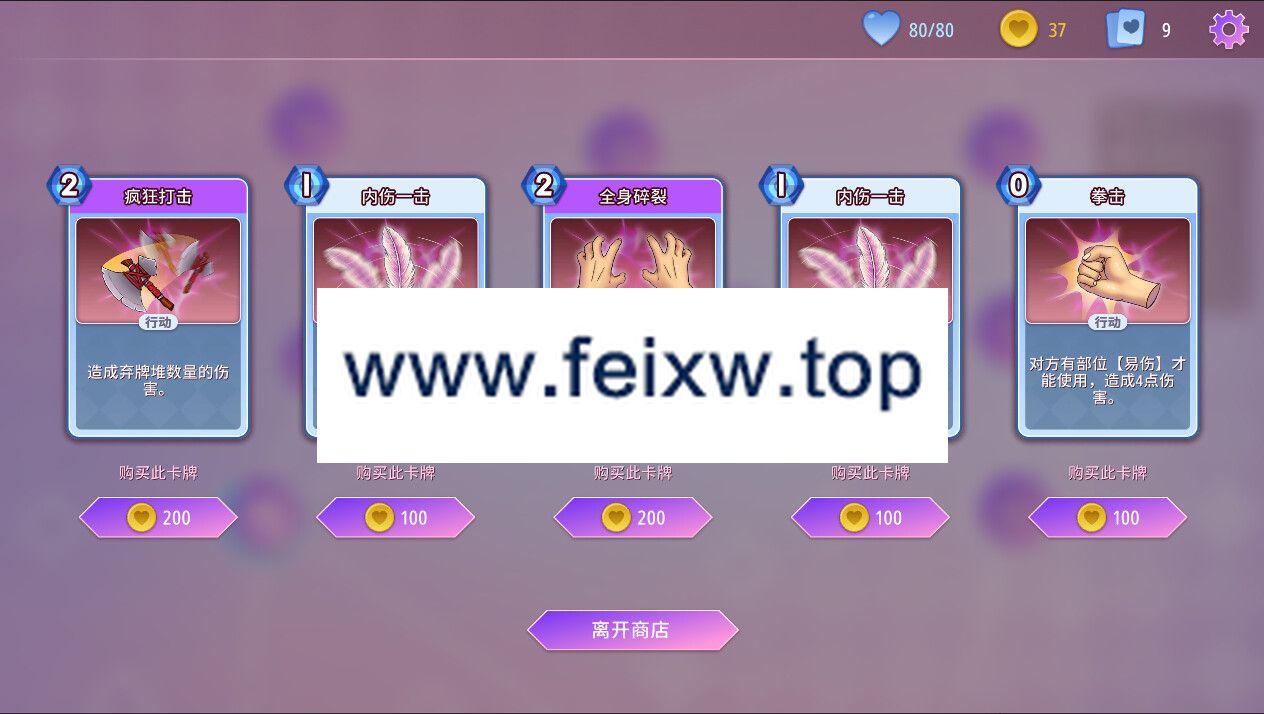 80/80
37
9
2
疯狂打击
1
内伤一击
2
全身碎裂
1
内伤一击
0
拳击
行动
行动
造成弃牌堆数量的伤
害。
对方有部位【易伤】才
能使用，造成4点伤
害。
www.feixw.top
购买此卡牌
购买此卡牌
购买此卡牌
购买此卡牌
购买此卡牌
200
100
200
100
100
离开商店